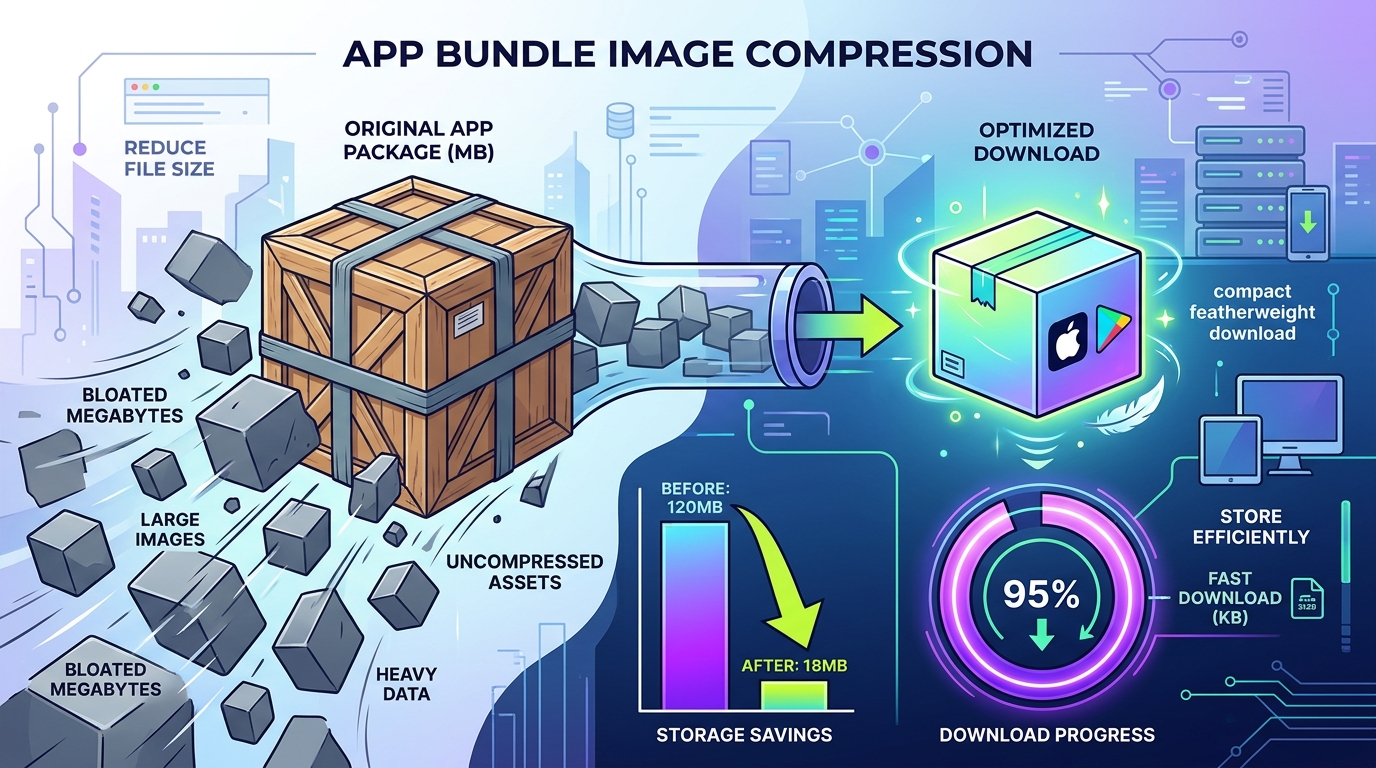 APP BUNDLE IMAGE COMPRESSION
REDUCE
FILE SIZE
ORIGINAL APP
PACKAGE (MB)
OPTIMIZED
DOWNLOAD
compact
featherweight
download
BLOATED
MEGABYTES
LARGE
IMAGES
UNCOMPRESSED
ASSETS
BLOATED
MEGABYTES
HEAVY
DATA
BEFORE:
120MB
AFTER: 18MB
STORAGE SAVINGS
95%
DOWNLOAD PROGRESS
STORE
EFFICIENTLY
FAST
DOWNLOAD
(KB)